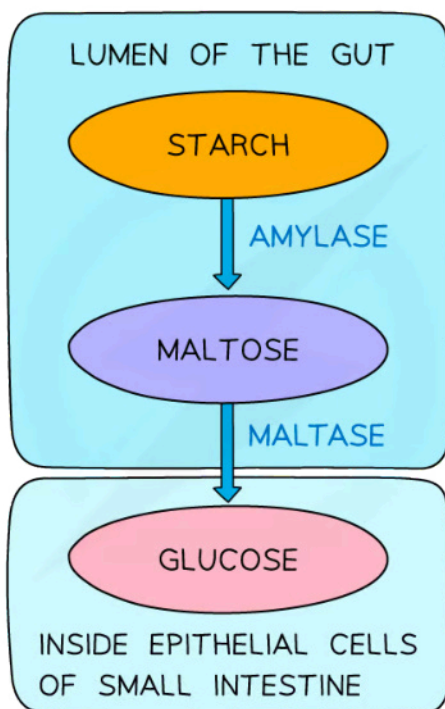 LUMEN OF THE GUT
STARCH
AMYLASE
MALTOSE
MALTASE
GLUCOSE
INSIDE EPITHELIAL CELLS
OF SMALL INTESTINE